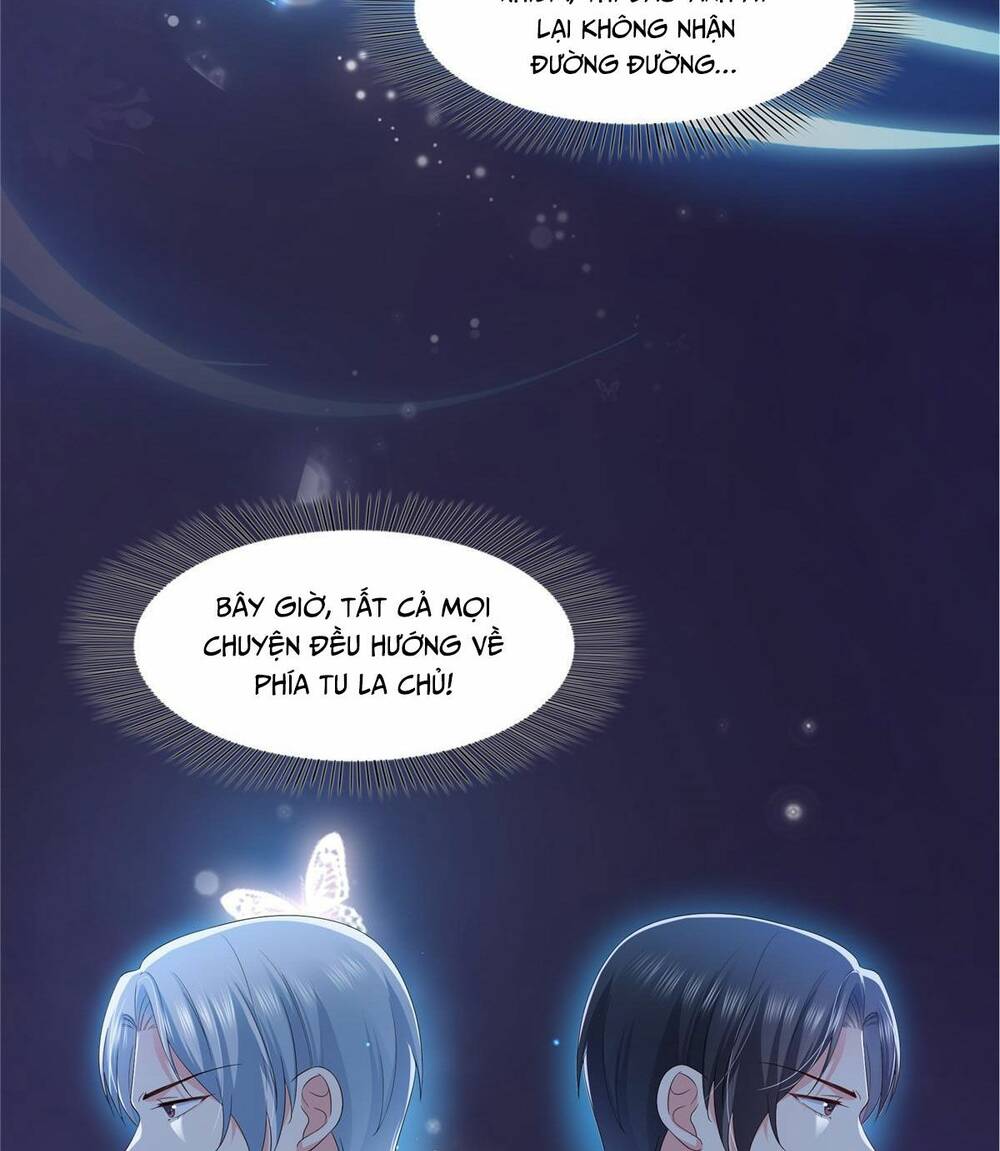 LẠI KHÔNG NHẬN
ĐƯỜNG ĐƯỜNG...
BÂY GIỜ, TẤT CẢ MỌI
CHUYỆN ĐỀU HƯỚNG VỀ
PHÍA TU LA CHỦ!